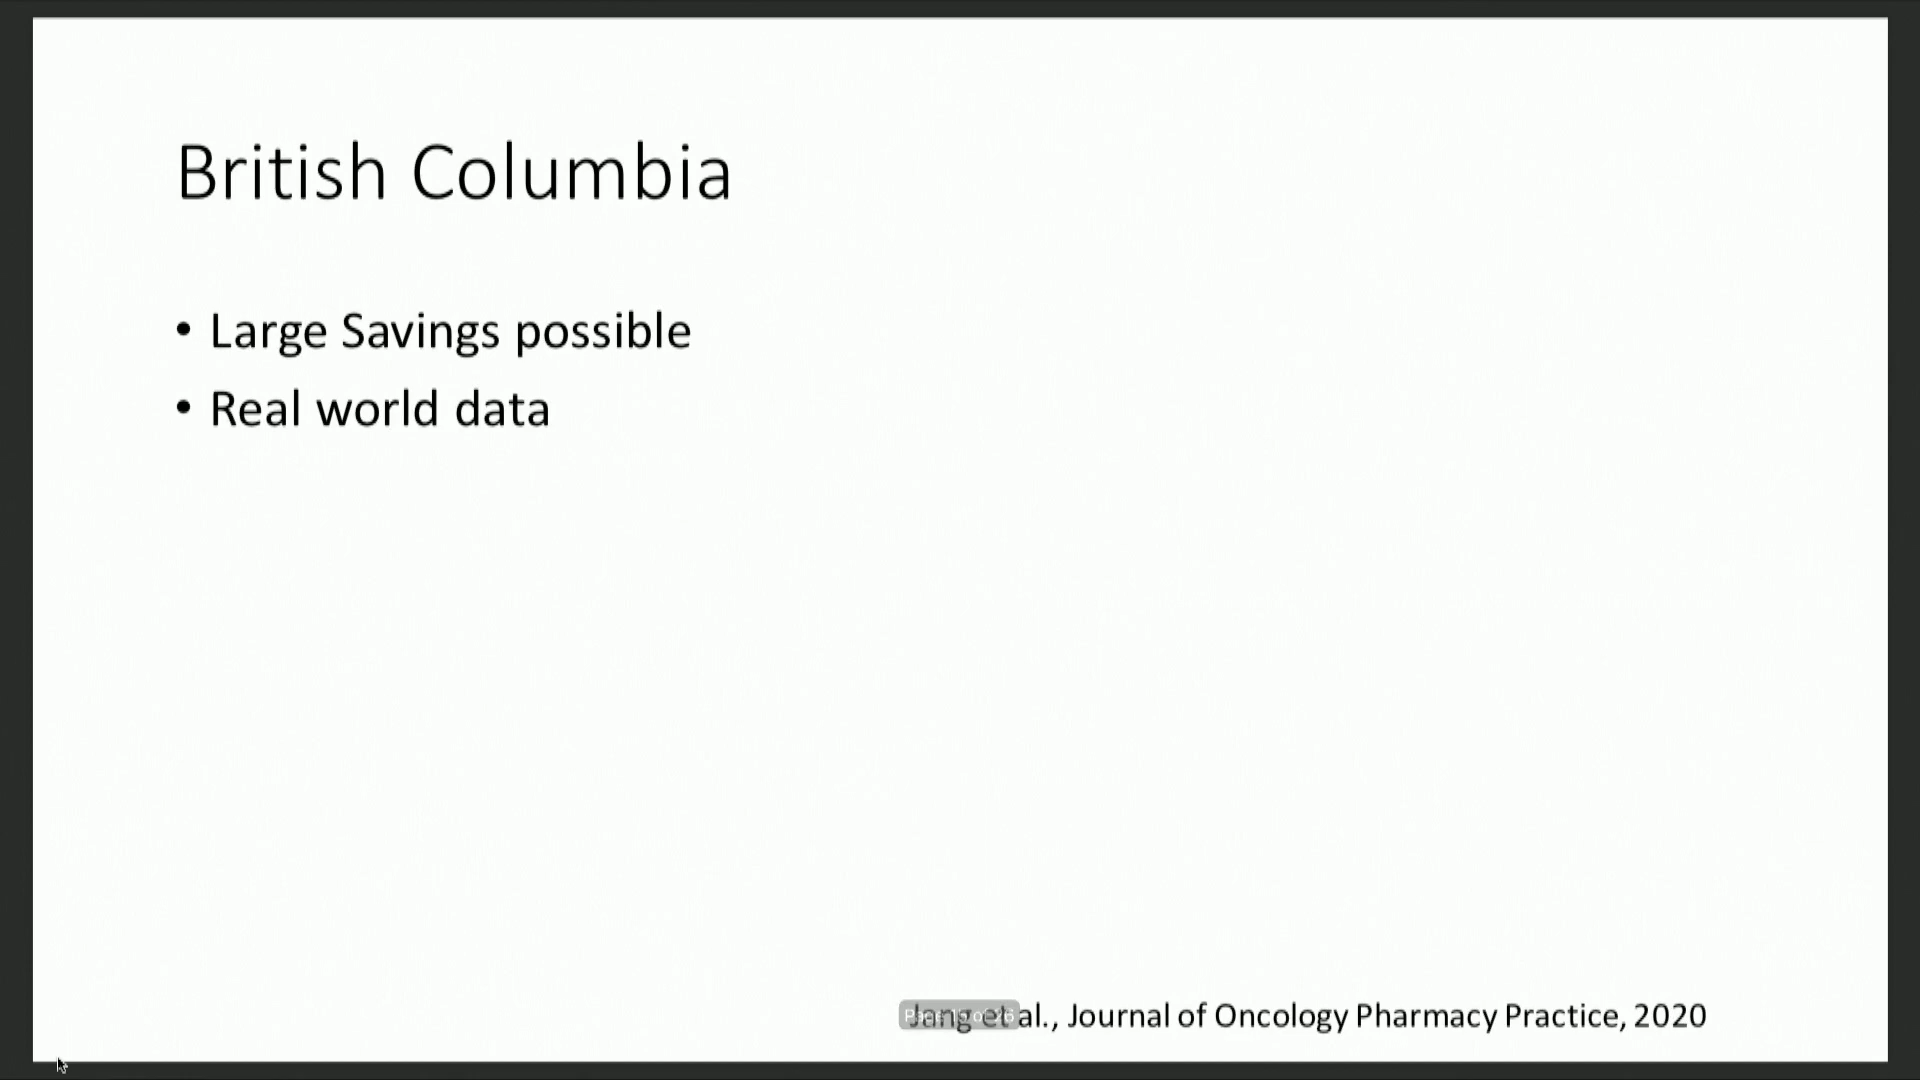 British Columbia
• Large Savings possible
• Real world data
Jang et al., Journal of Oncology Pharmacy Practice, 2020